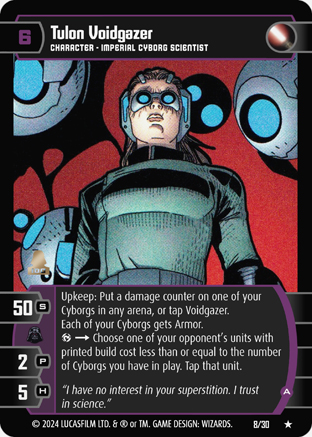 6 Tulon Voidgazer
CHARACTER - IMPERIAL CYBORG SCIENTIST
50 S
2 P
5 H
Upkeep: Put a damage counter on one of your
Cyborgs in any arena, or tap Voidgazer.
Each of your Cyborgs gets Armor.
Choose one of your opponent's units with
printed build cost less than or equal to the number
of Cyborgs you have in play. Tap that unit.
"I have no interest in your superstition. I trust
in science."
A
© 2024 LUCASFILM LTD. & ® or TM. GAME DESIGN: WIZARDS. 8/30